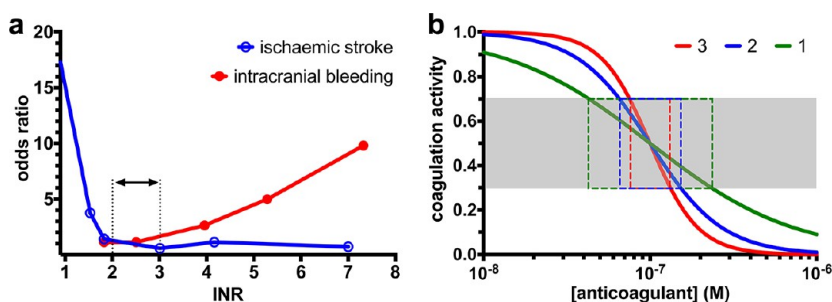 a
odds ratio
20
15
10
5
ischaemic stroke
intracranial bleeding
1 2 3 4 5 6 7 8
INR
b
coagulation activity
1.0
0.8
0.6
0.4
0.2
0.0
3 2 1
10⁻⁸ 10⁻⁷ 10⁻⁶
[anticoagulant] (M)